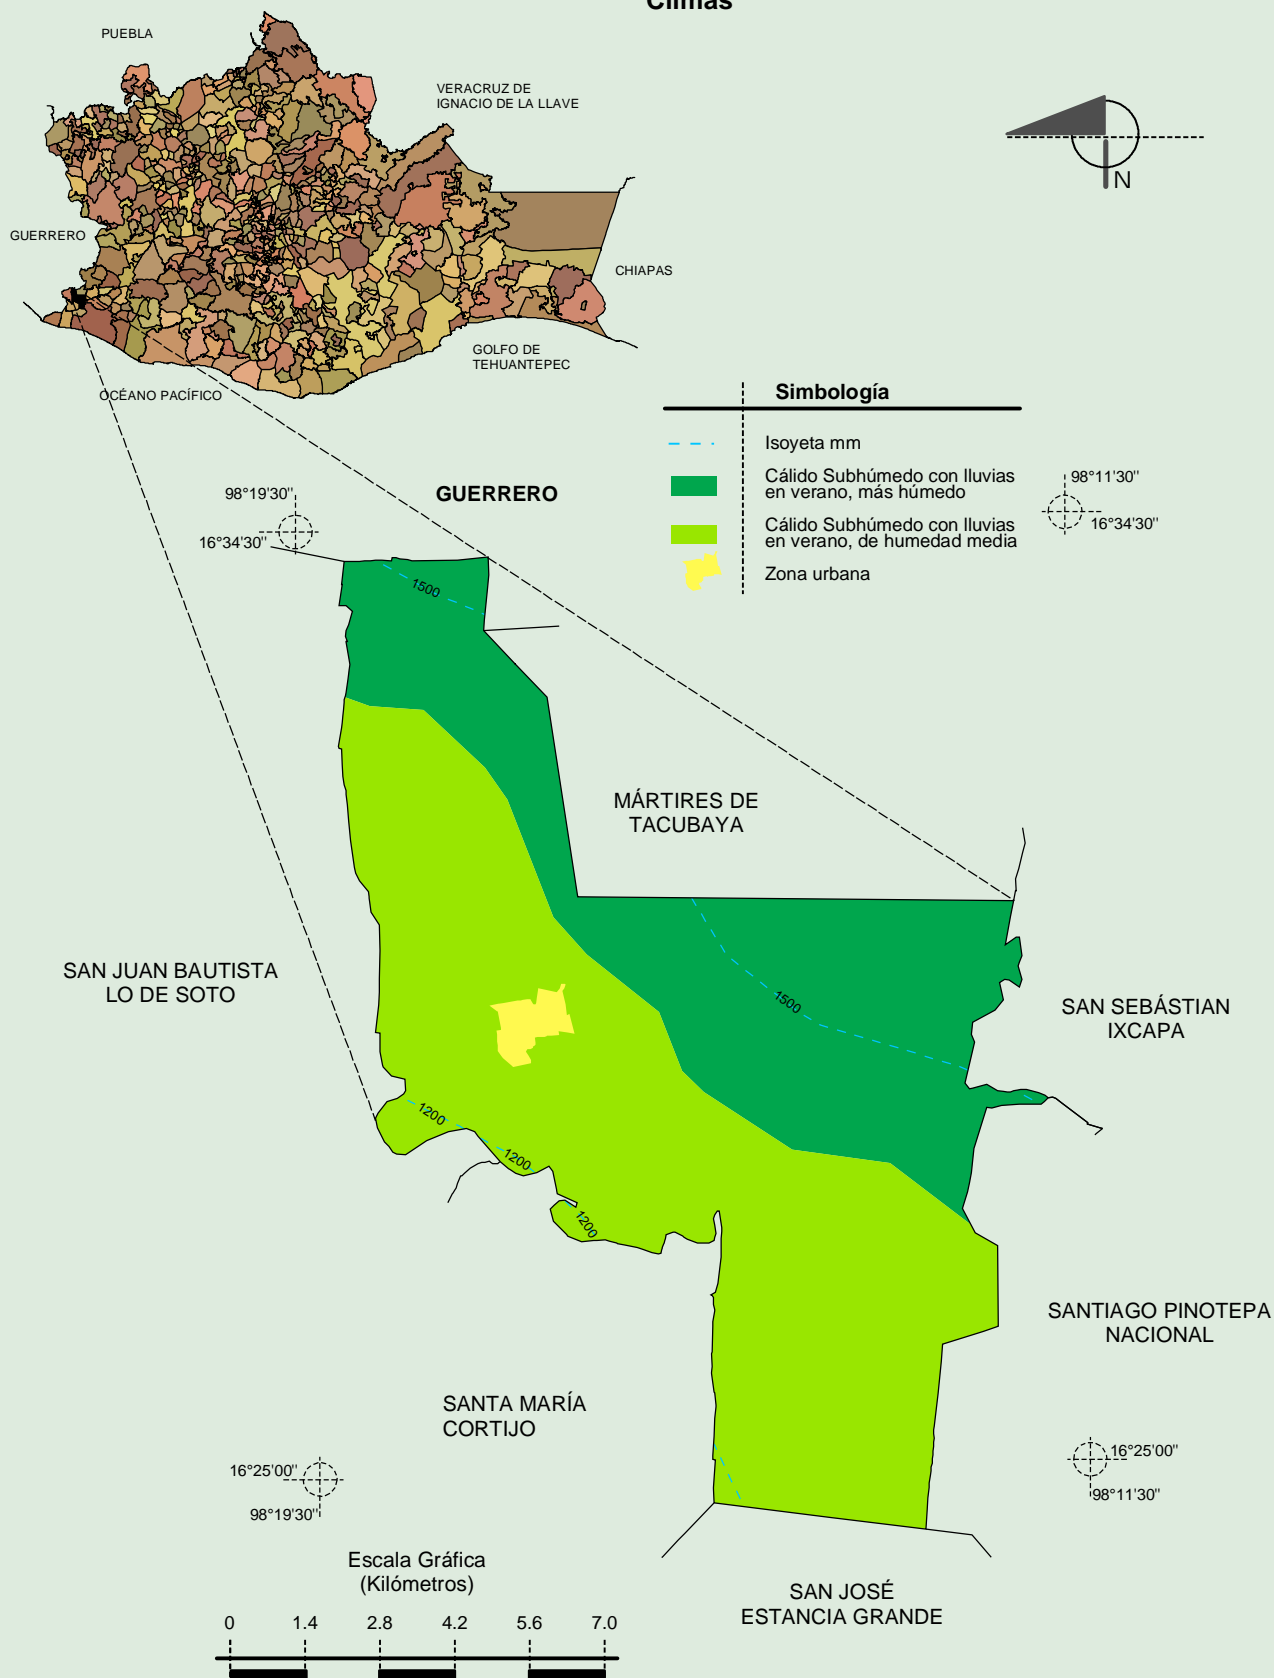 Climas
PUEBLA
VERACRUZ DE
IGNACIO DE LA LLAVE
N
GUERRERO
CHIAPAS
GOLFO DE
TEHUANTEPEC
OCÉANO PACÍFICO
Simbología
Isoyeta mm
Cálido Subhúmedo con lluvias
en verano, más húmedo
Cálido Subhúmedo con lluvias
en verano, de humedad media
Zona urbana
98°11'30"
16°34'30"
98°19'30"
16°34'30"
GUERRERO
1500
MÁRTIRES DE
TACUBAYA
SAN JUAN BAUTISTA
LO DE SOTO
1500
SAN SEBÁSTIAN
IXCAPA
1200
1200
1200
SANTIAGO PINOTEPA
NACIONAL
SANTA MARÍA
CORTIJO
16°25'00"
98°19'30"
16°25'00"
98°11'30"
Escala Gráfica
(Kilómetros)
0 1.4 2.8 4.2 5.6 7.0
SAN JOSÉ
ESTANCIA GRANDE